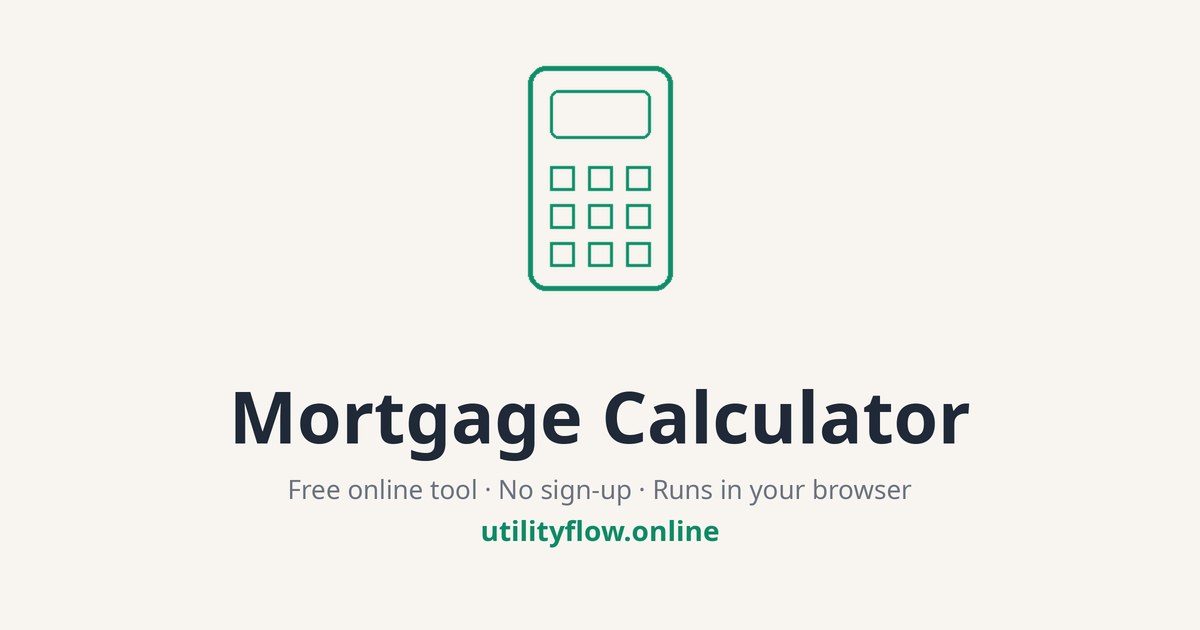 Mortgage Calculator
Free online tool · No sign-up · Runs in your browser
utilityflow.online